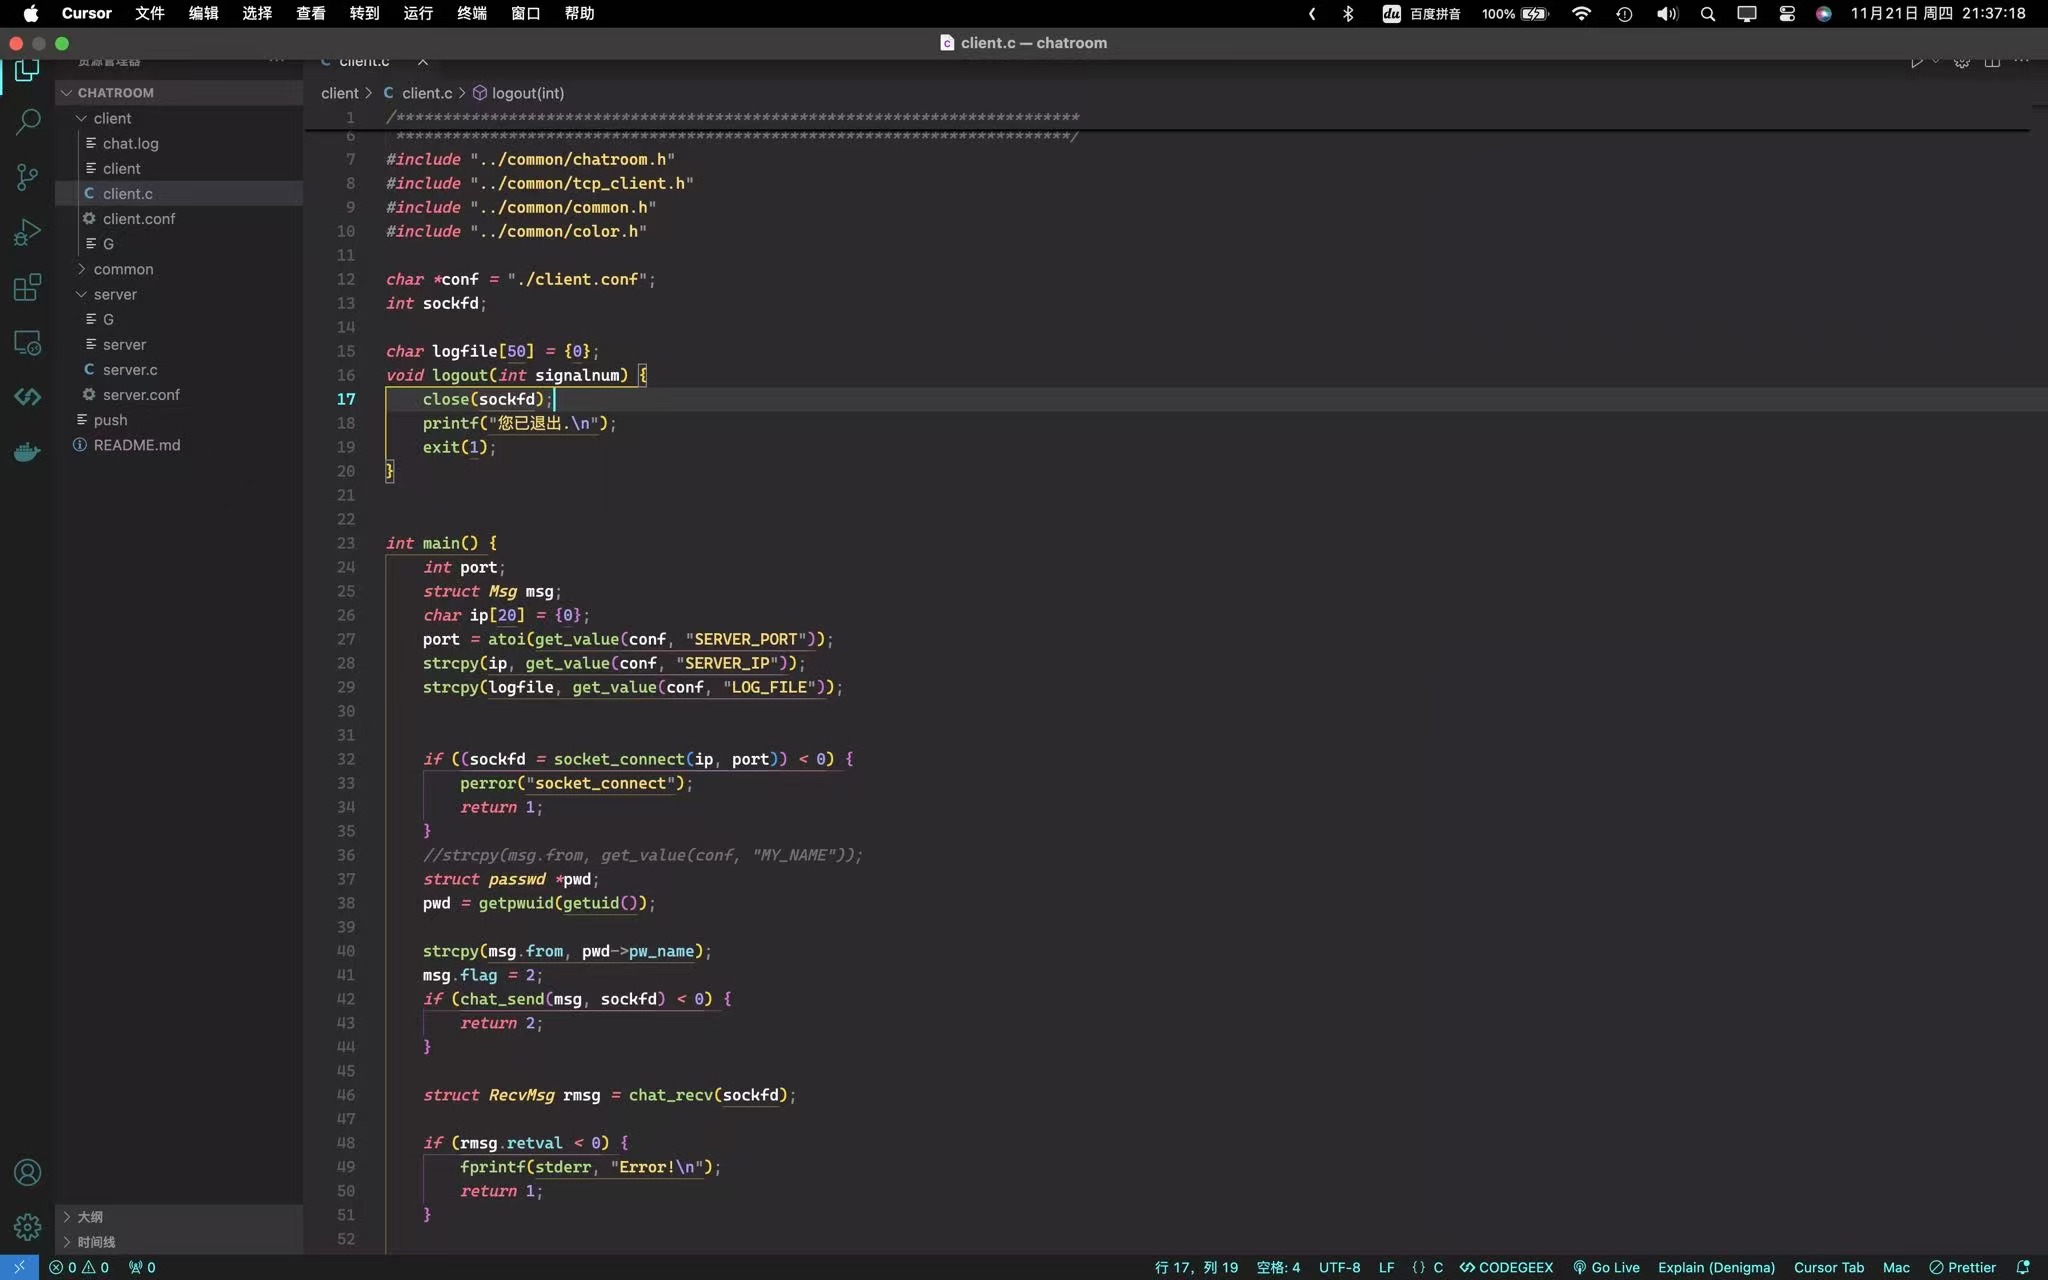 Cursor 文件 编辑 选择 查看 转到 运行 终端 窗口 帮助 du 百度拼音 100% 11月21日 周四 21:37:18
client.c — chatroom
资源管理器 ··· C client.c ×
CHATROOM
client
chat.log
client
C client.c
client.conf
G
common
server
G
server
C server.c
server.conf
push
README.md
大纲
时间线
client > C client.c > logout(int)
1 /**************************************************************************
6 *************************************************************************/
7 #include "../common/chatroom.h"
8 #include "../common/tcp_client.h"
9 #include "../common/common.h"
10 #include "../common/color.h"
11
12 char *conf = "./client.conf";
13 int sockfd;
14
15 char logfile[50] = {0};
16 void logout(int signalnum) {
17     close(sockfd);
18     printf("您已退出.\n");
19     exit(1);
20 }
21
22
23 int main() {
24     int port;
25     struct Msg msg;
26     char ip[20] = {0};
27     port = atoi(get_value(conf, "SERVER_PORT"));
28     strcpy(ip, get_value(conf, "SERVER_IP"));
29     strcpy(logfile, get_value(conf, "LOG_FILE"));
30
31
32     if ((sockfd = socket_connect(ip, port)) < 0) {
33         perror("socket_connect");
34         return 1;
35     }
36     //strcpy(msg.from, get_value(conf, "MY_NAME"));
37     struct passwd *pwd;
38     pwd = getpwuid(getuid());
39
40     strcpy(msg.from, pwd->pw_name);
41     msg.flag = 2;
42     if (chat_send(msg, sockfd) < 0) {
43         return 2;
44     }
45
46     struct RecvMsg rmsg = chat_recv(sockfd);
47
48     if (rmsg.retval < 0) {
49         fprintf(stderr, "Error!\n");
50         return 1;
51     }
52
0 0 0 行 17，列 19 空格: 4 UTF-8 LF {} C CODEGEEX Go Live Explain (Denigma) Cursor Tab Mac Prettier